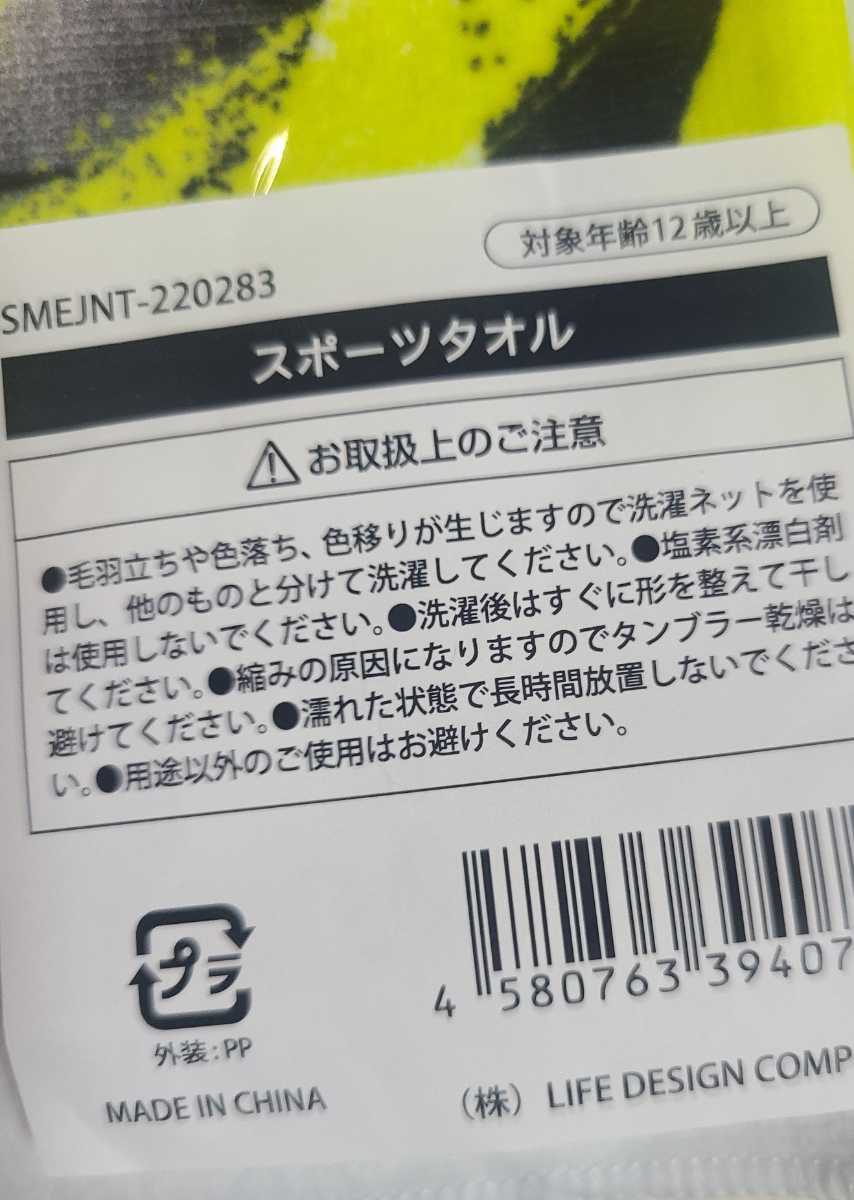 対象年齢12歳以上
SMEJNT-220283
スポーツタオル
お取扱上のご注意
●毛羽立ちや色落ち、色移りが生じますので洗濯ネットを使
用し、他のものと分けて洗濯してください。●塩素系漂白剤
は使用しないでください。●洗濯後はすぐに形を整えて干し
てください。●縮みの原因になりますのでタンブラー乾燥は
避けてください。●濡れた状態で長時間放置しないでくださ
い。●用途以外のご使用はお避けください。
プラ
外装:PP
MADE IN CHINA
4 580763 39407
(株) LIFE DESIGN COMP